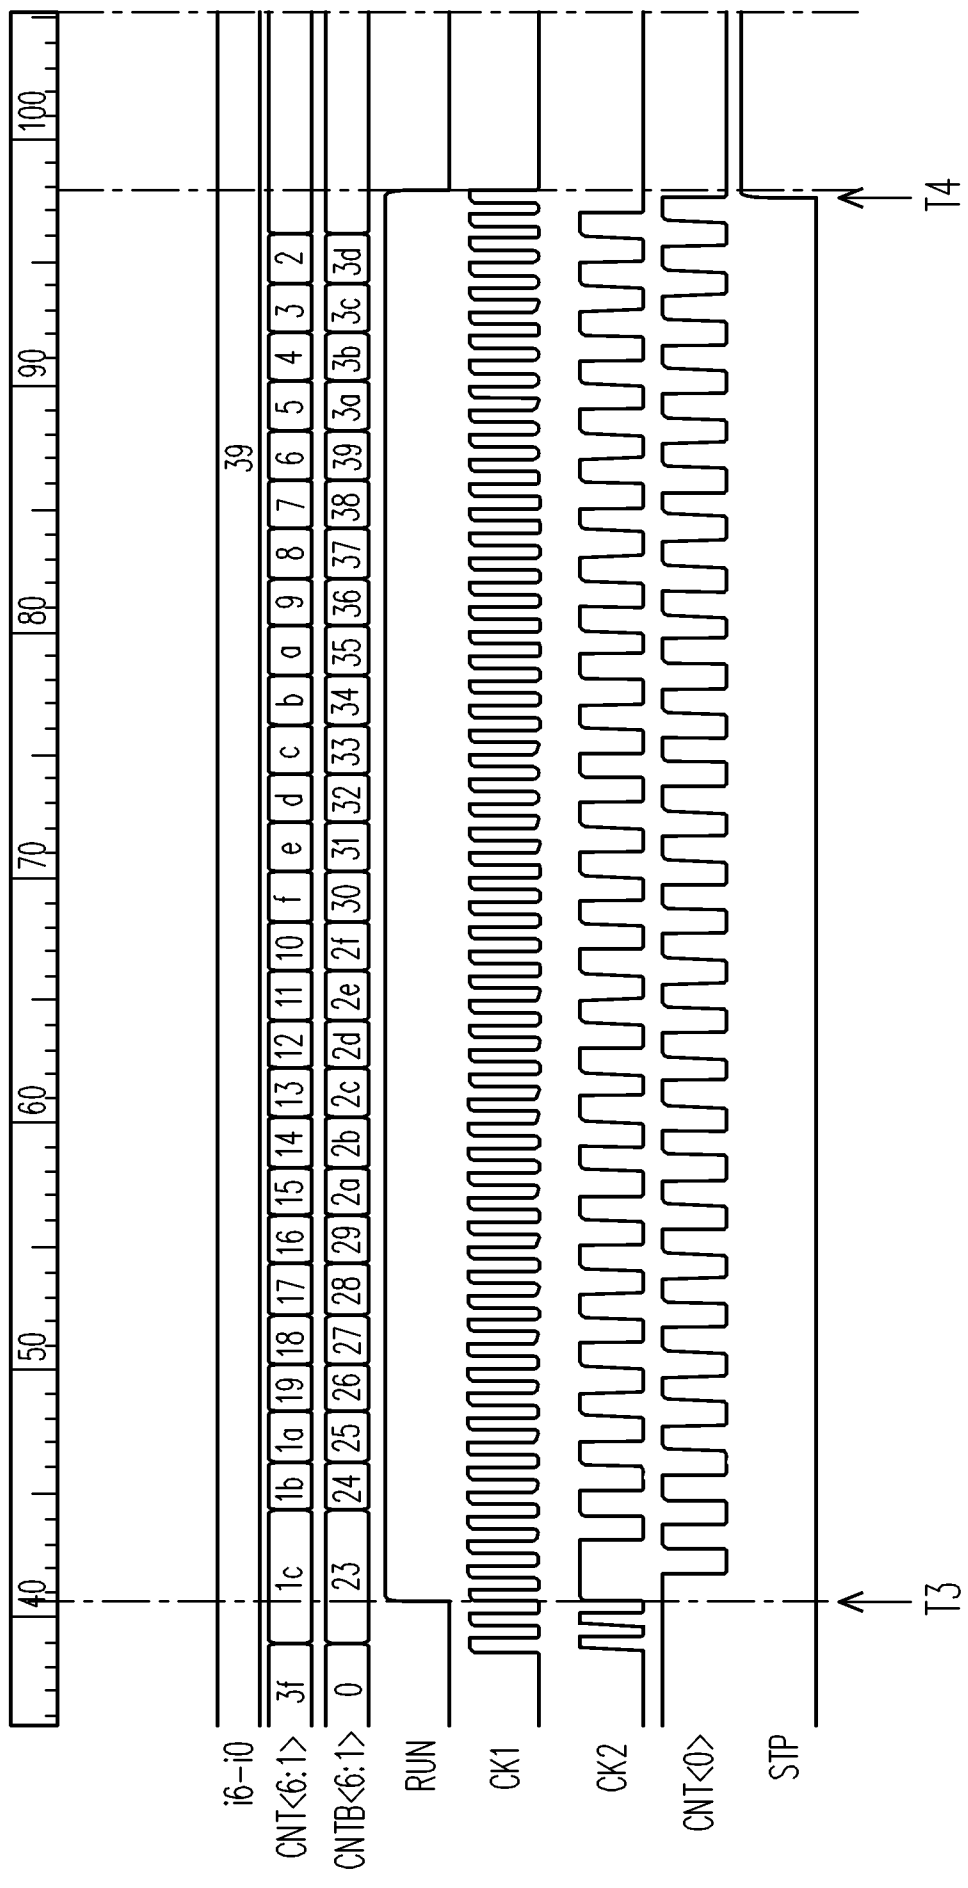 40 50 60 70 80 90 100
i6-i0 39
CNT<6:1> 3f 1c 1b 1a 19 18 17 16 15 14 13 12 11 10 f e d c b a 9 8 7 6 5 4 3 2
CNTB<6:1> 0 23 24 25 26 27 28 29 2a 2b 2c 2d 2e 2f 30 31 32 33 34 35 36 37 38 39 3a 3b 3c 3d
RUN
CK1
CK2
CNT<0>
STP
T3 T4